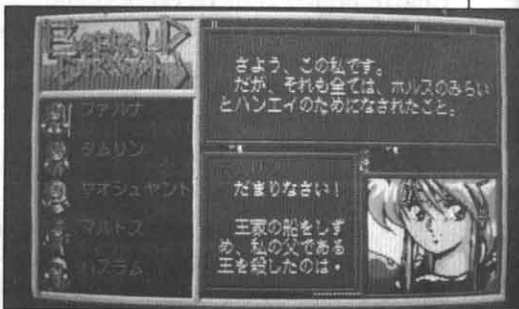 さよう、この私です。
だが、それも全ては、ホルスのみらい
とハンエイのためになされたこと。
ファルナ
タムリン
サオシュヤント
マルトス
ハスラム
だまりなさい！
王家の船をしず
め、私の父である
王を殺したのは・